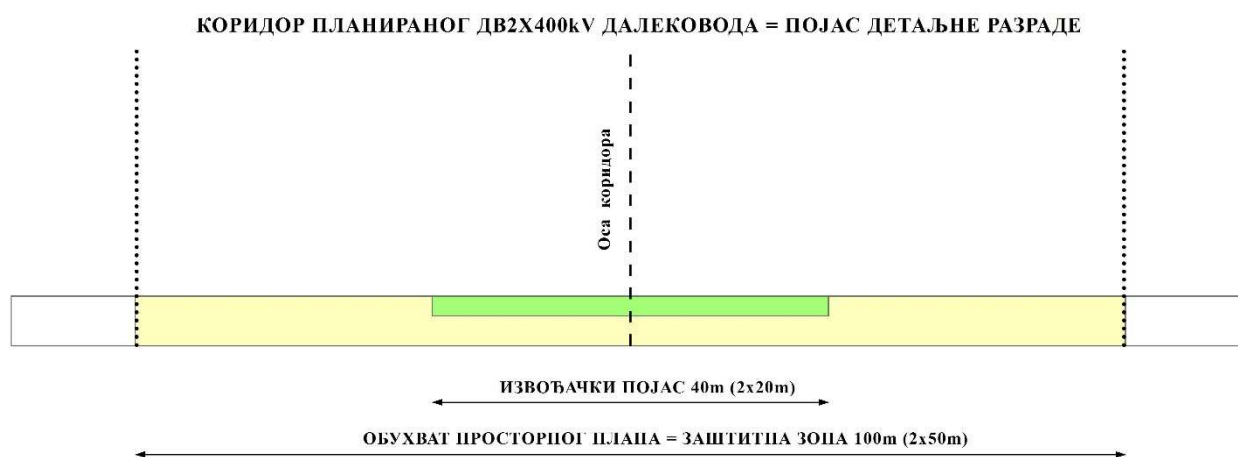 КОРИДОР ПЛАНИРАНОГ ДВ2Х400kV ДАЛЕКОВОДА = ПОЈАС ДЕТАЉНЕ РАЗРАДЕ
Оса коридора
ИЗВОЂАЧКИ ПОЈАС 40m (2x20m)
ОБУХВАТ ПРОСТОРНОГ ПЛАНА = ЗАШТИТНА ЗОНА 100m (2x50m)